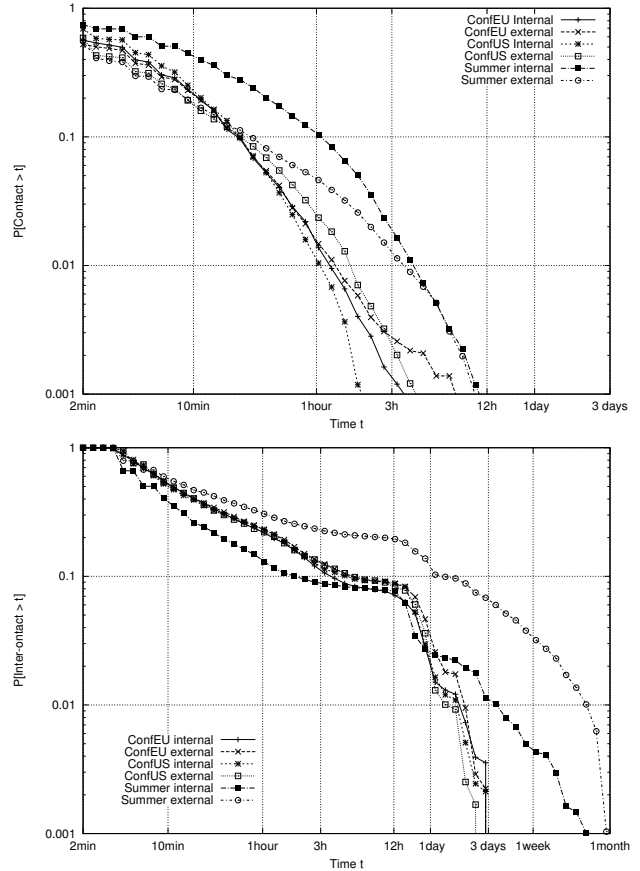 1
0.1
0.01
0.001
P[Contact > t]
ConfEU Internal
ConfEU external
ConfUS Internal
ConfUS external
Summer internal
Summer external
2min 10min 1hour 3h 12h 1day 3 days
Time t
1
0.1
0.01
0.001
P[Inter-ontact > t]
ConfEU internal
ConfEU external
ConfUS internal
ConfUS external
Summer internal
Summer external
2min 10min 1hour 3h 12h 1day 3 days 1week 1month
Time t